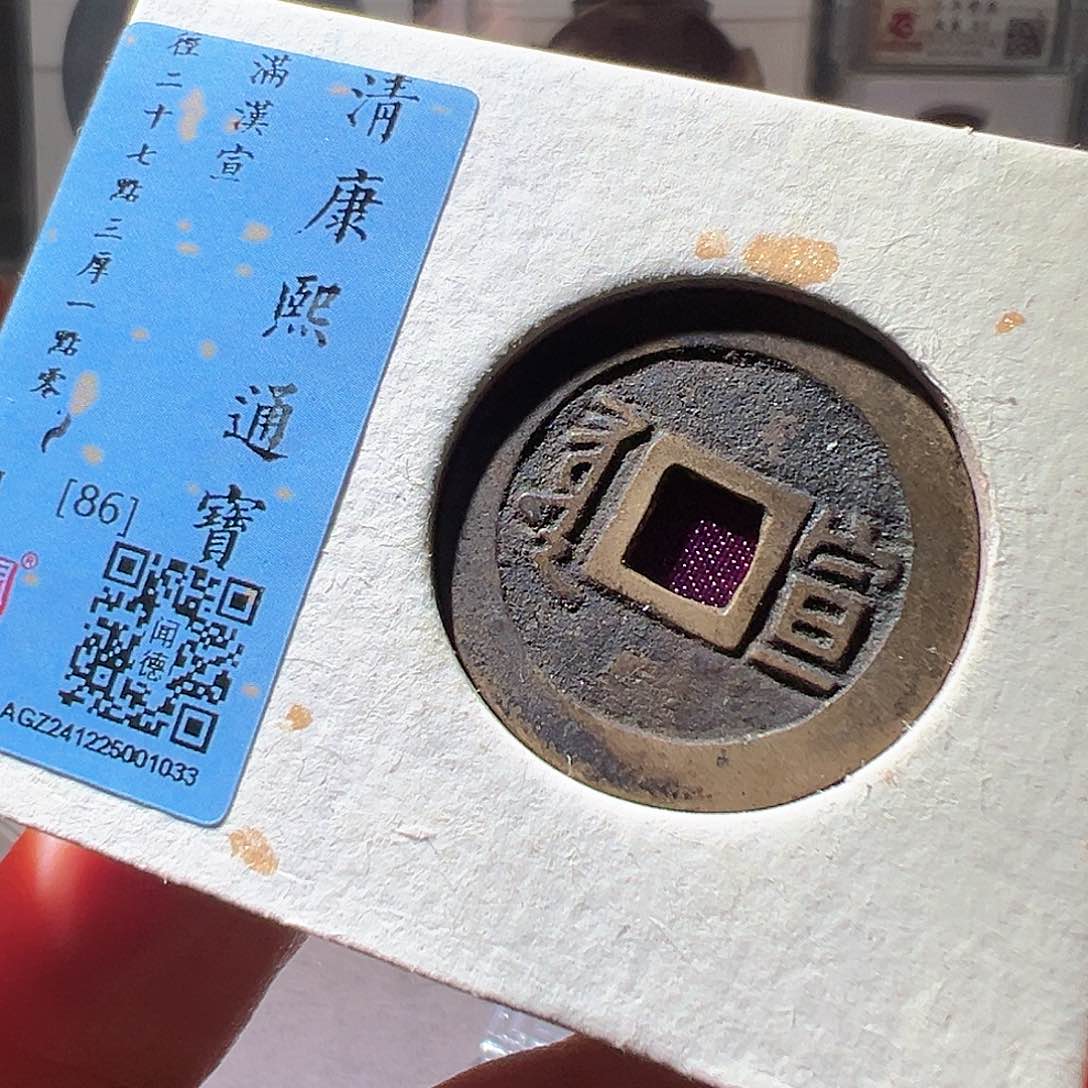 清康熙通寶
滿漢宣
徑二十七點三厚一點零
[86]
闻德
AGZ241225001033
宣